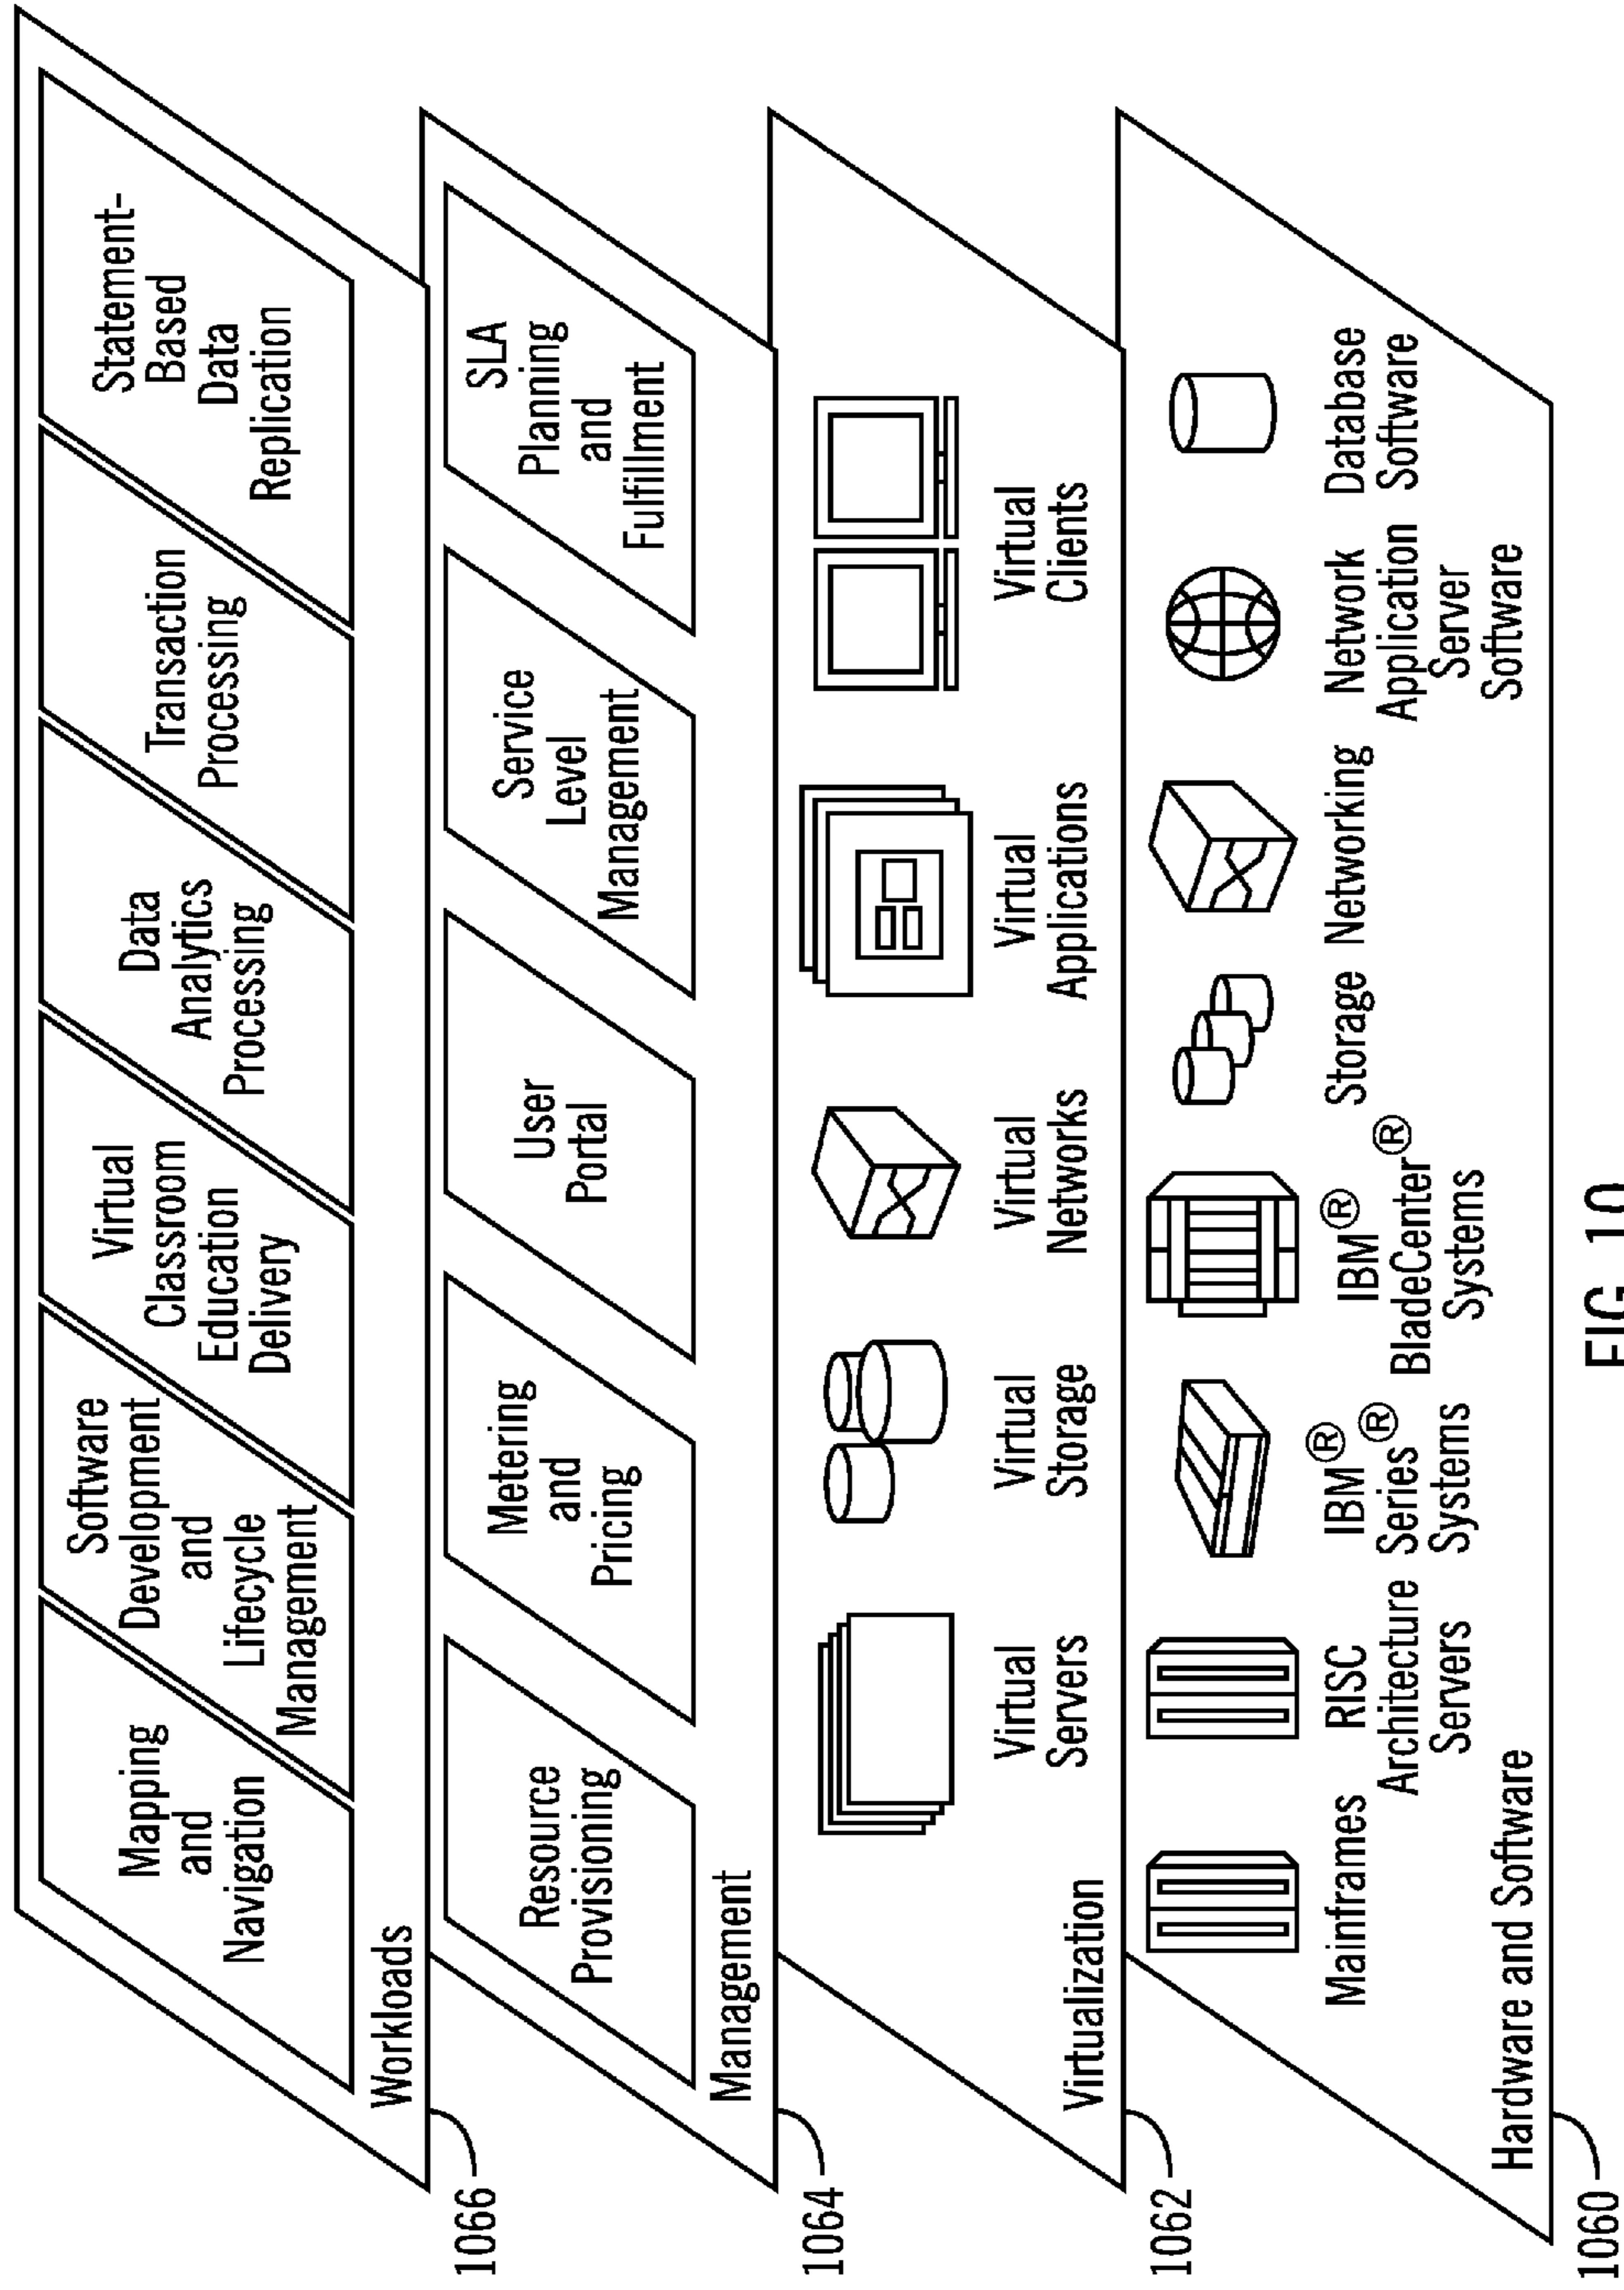 Mapping
and
Navigation
Software
Development
and
Lifecycle
Management
Virtual
Classroom
Education
Delivery
Data
Analytics
Processing
Transaction
Processing
Statement-
Based
Data
Replication
Workloads
1066
Resource
Provisioning
Metering
and
Pricing
User
Portal
Service
Level
Management
SLA
Planning
and
Fulfillment
Management
1064
Virtual
Servers
Virtual
Storage
Virtual
Networks
Virtual
Applications
Virtual
Clients
Virtualization
1062
Mainframes
RISC
Architecture
Servers
IBM®
Series®
Systems
IBM®
BladeCenter®
Systems
Storage
Networking
Network
Application
Server
Software
Database
Software
Hardware and Software
1060
FIG. 10